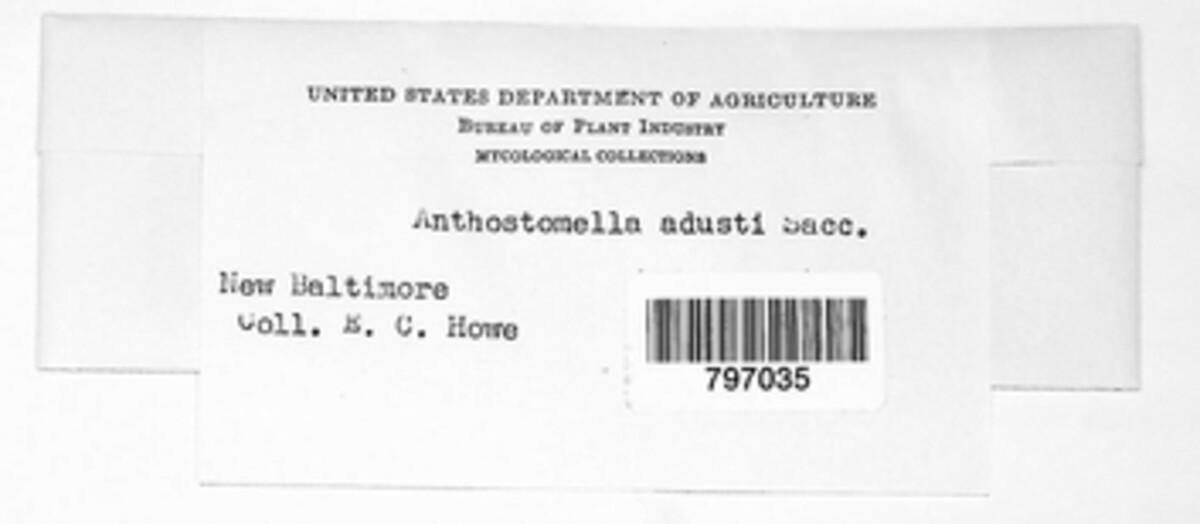 UNITED STATES DEPARTMENT OF AGRICULTURE
BUREAU OF PLANT INDUSTRY
MYCOLOGICAL COLLECTIONS
Anthostomella adusti Sacc.
New Baltimore
Coll. E. C. Howe
797035